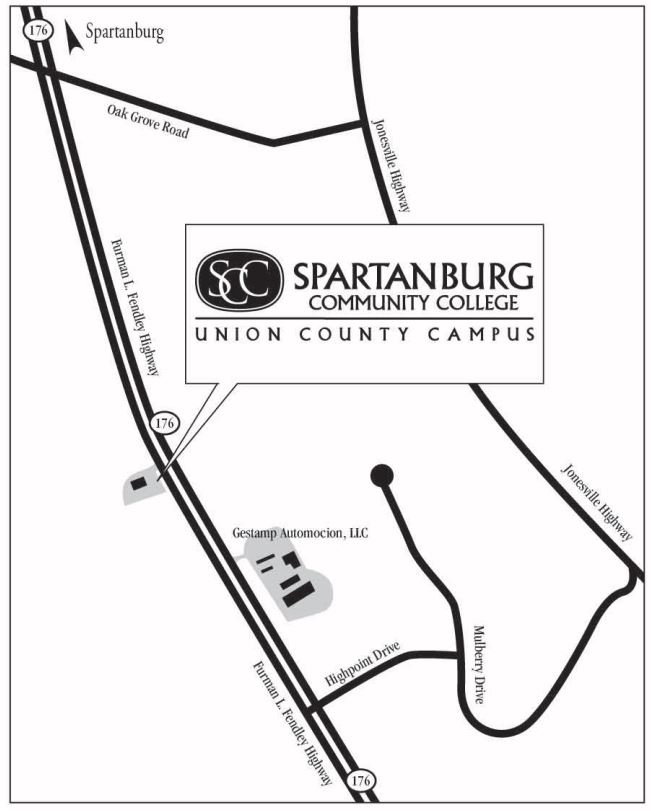 176
Spartanburg
Oak Grove Road
Jonesville Highway
Furman L. Fendley Highway
SCC
SPARTANBURG
COMMUNITY COLLEGE
UNION COUNTY CAMPUS
176
Jonesville Highway
Gestamp Automocion, LLC
Highpoint Drive
Mulberry Drive
Furman L. Fendley Highway
176